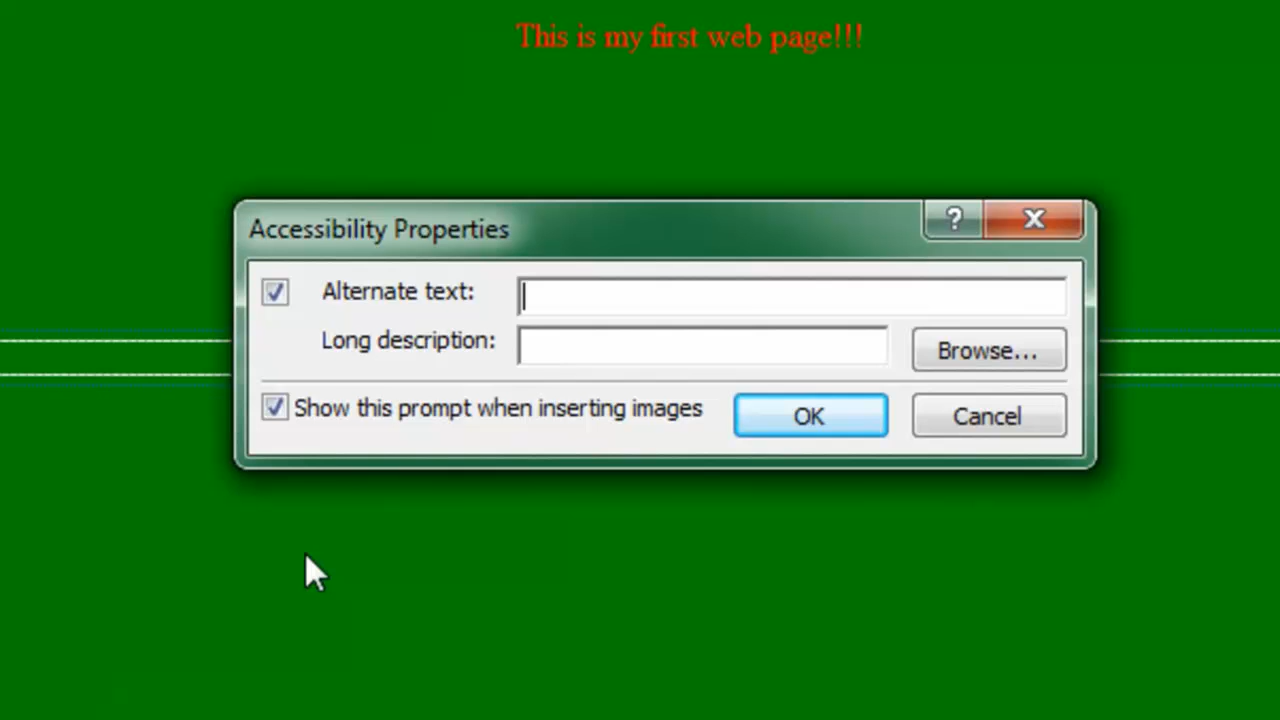 This is my first web page!!!
Accessibility Properties
?
X
Alternate text:
Long description:
Browse...
Show this prompt when inserting images
OK
Cancel